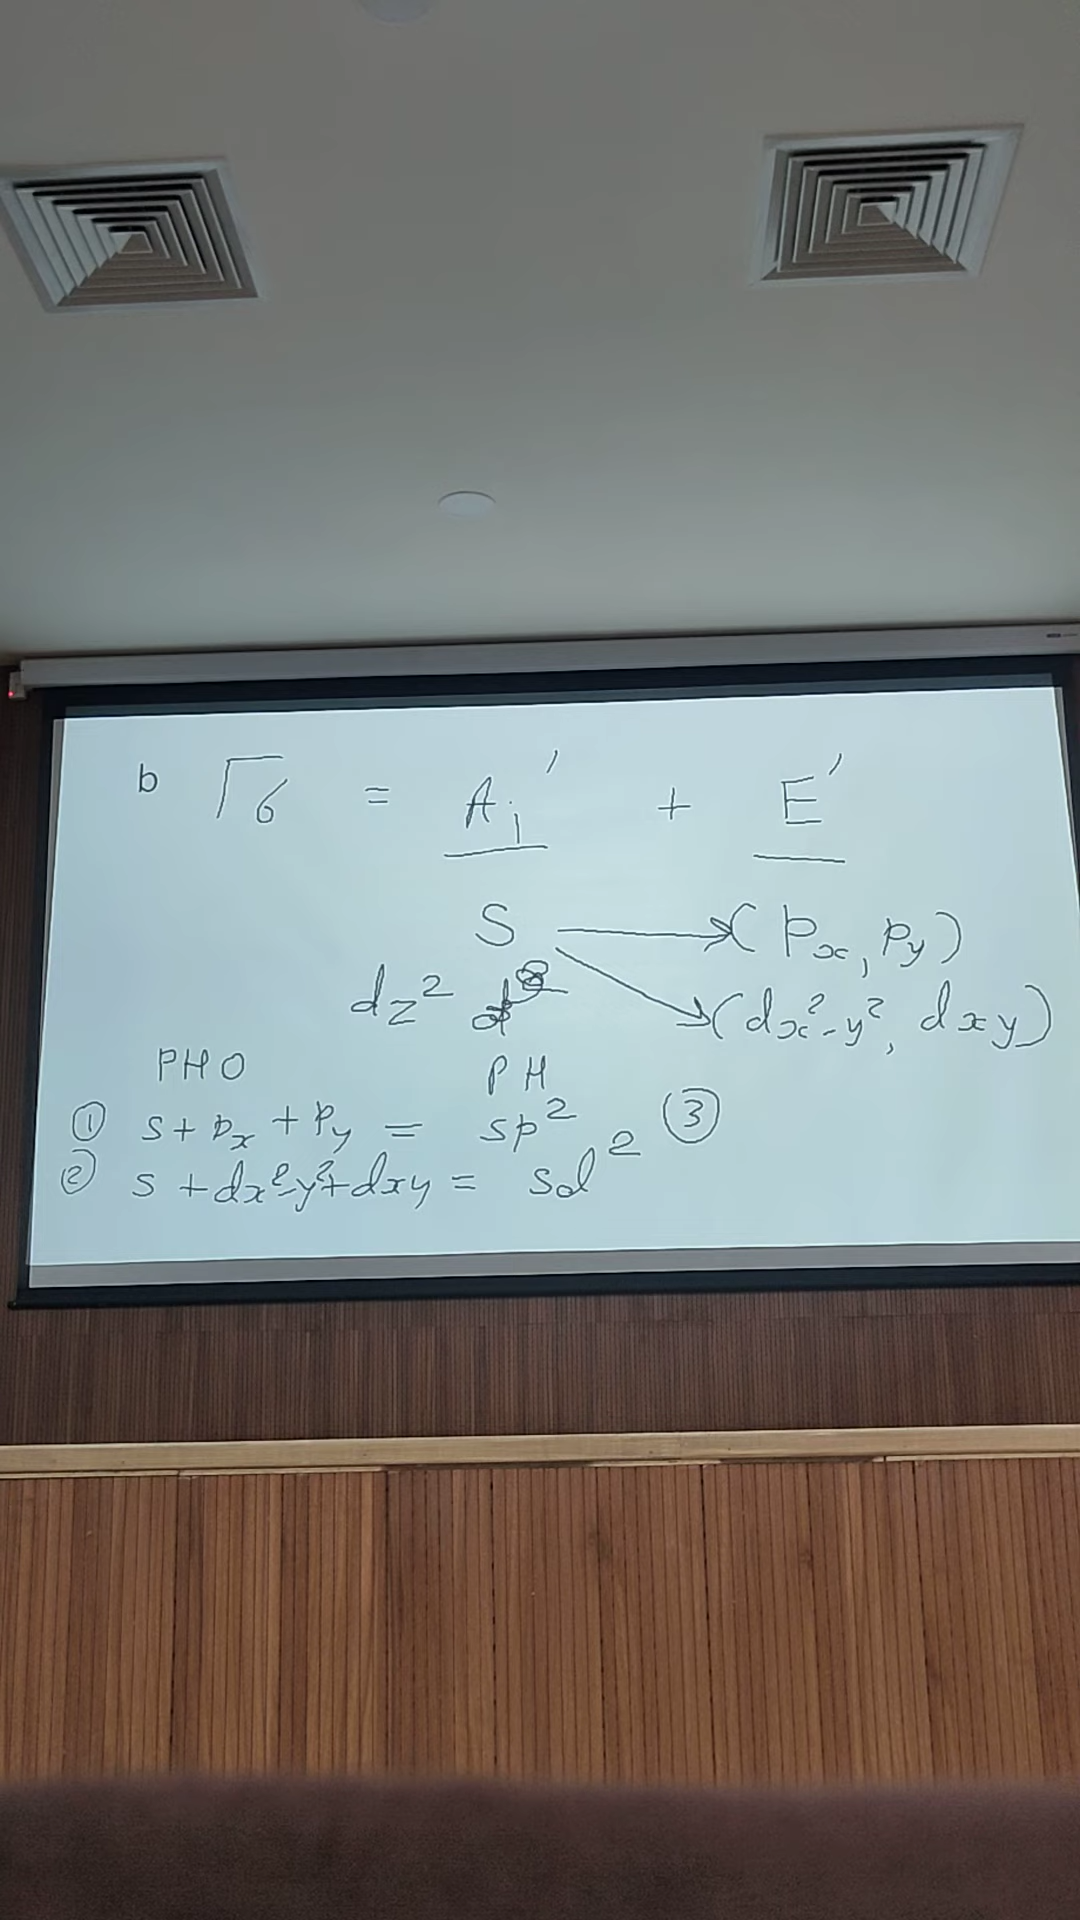 b Γσ = A₁′ + E′
S → (px, py)
dz² → (dx²-y², dxy)
PHO PH
① s + px + py = sp² ③
② s + dx²-y² + dxy = sd²